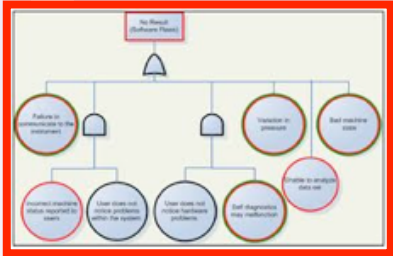 No Result
(Software Flaws)
Failure in
communicate to the
instrument
Variation in
pressure
Bad machine
Unable to analyze
data set
Incorrect machine
status reported to
users
User does not
notice problems
within the system
User does not
notice hardware
problems
Self diagnostics
may malfunction